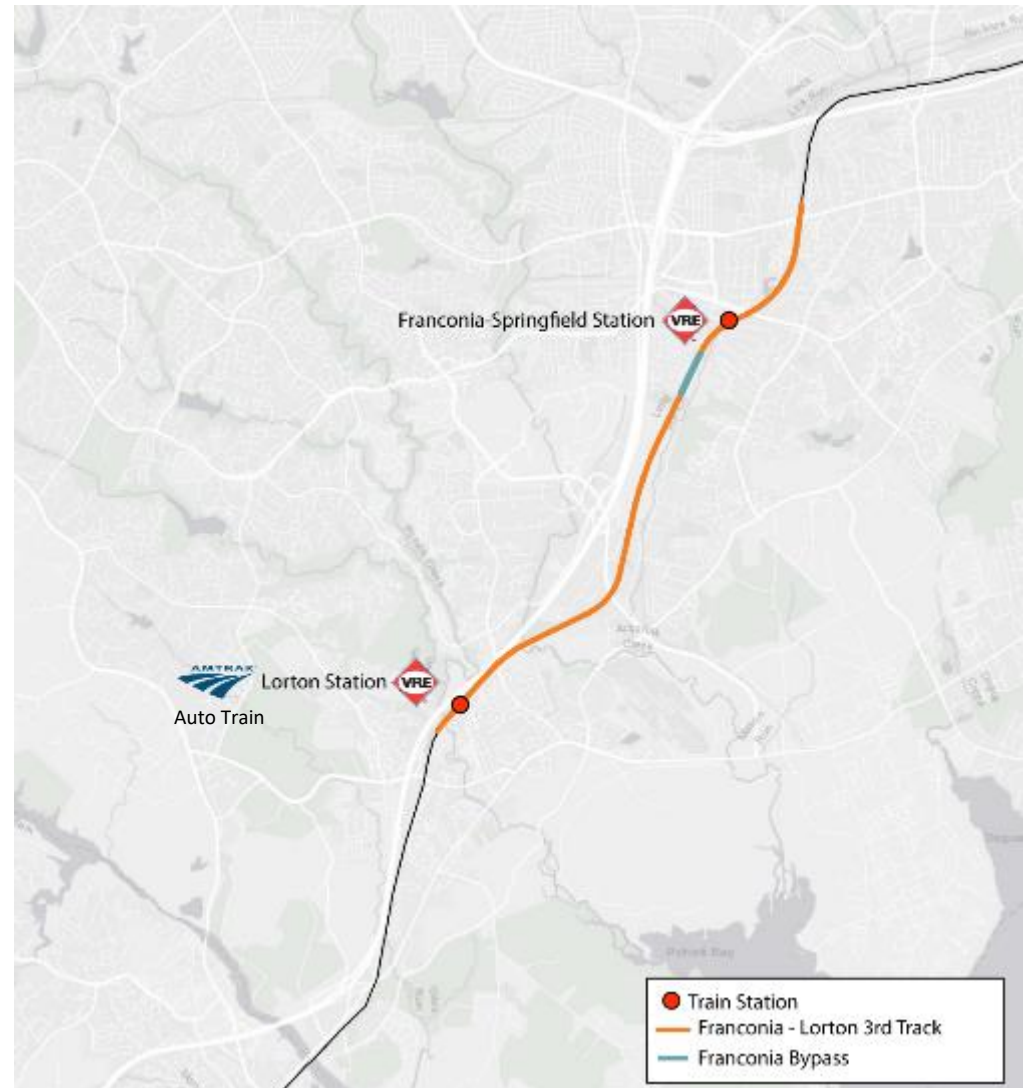 Franconia-Springfield Station
VRE
AMTRAK
Lorton Station
VRE
Auto Train
Train Station
Franconia - Lorton 3rd Track
Franconia Bypass